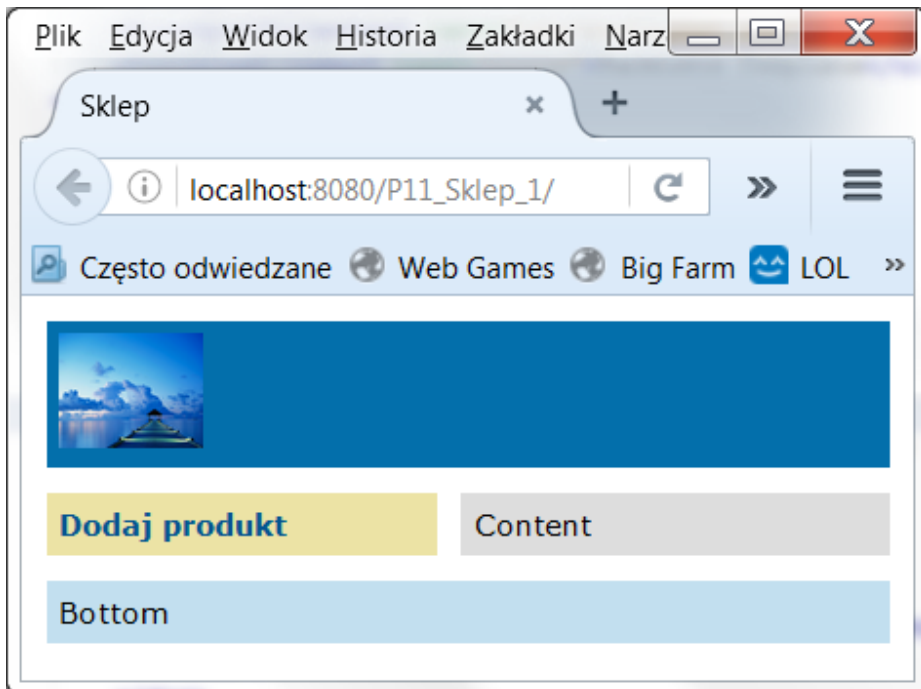 Plik Edycja Widok Historia Zakładki Narz
Sklep
localhost:8080/P11_Sklep_1/
Często odwiedzane Web Games Big Farm LOL
Dodaj produkt
Content
Bottom